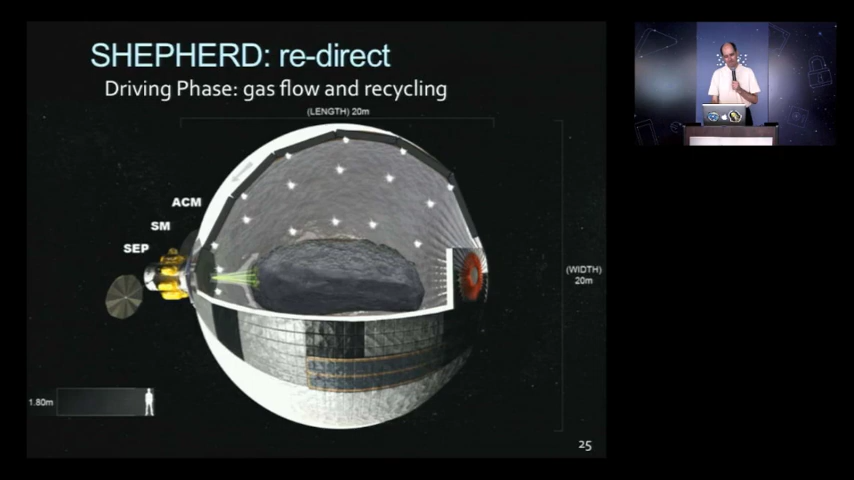 SHEPHERD: re-direct
Driving Phase: gas flow and recycling
(LENGTH) 20m
ACM
SM
SEP
(WIDTH)
20m
1.80m
25